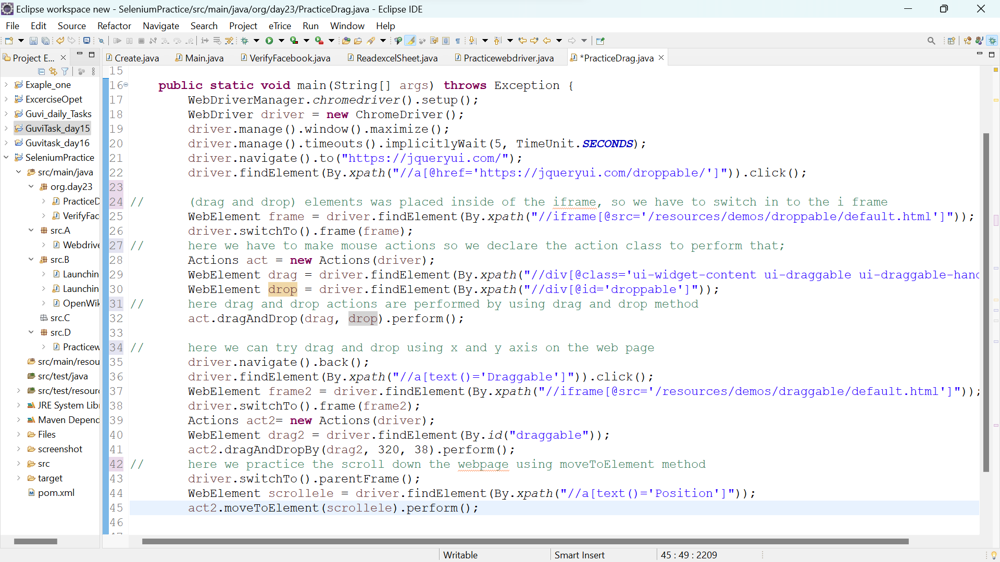 Eclipse workspace new - SeleniumPractice/src/main/java/org/day23/PracticeDrag.java - Eclipse IDE
File Edit Source Refactor Navigate Search Project eTrice Run Window Help
Project E...
Create.java Main.java VerifyFacebook.java ReadexcelSheet.java Practicewebdriver.java *PracticeDrag.java
Exaple_one
ExcerciseOpet
Guvi_daily_Tasks
GuviTask_day15
Guvitask_day16
SeleniumPractice
src/main/java
org.day23
PracticeD
VerifyFac
src.A
Webdrive
src.B
Launchin
Launchin
OpenWik
src.C
src.D
Practicew
src/main/resou
src/test/java
src/test/resour
JRE System Libr
Maven Depend
Files
screenshot
src
target
pom.xml
15
16 public static void main(String[] args) throws Exception {
17 WebDriverManager.chromedriver().setup();
18 WebDriver driver = new ChromeDriver();
19 driver.manage().window().maximize();
20 driver.manage().timeouts().implicitlyWait(5, TimeUnit.SECONDS);
21 driver.navigate().to("https://jqueryui.com/");
22 driver.findElement(By.xpath("//a[@href='https://jqueryui.com/droppable/']")).click();
23
24 // (drag and drop) elements was placed inside of the iframe, so we have to switch in to the i frame
25 WebElement frame = driver.findElement(By.xpath("//iframe[@src='/resources/demos/droppable/default.html']"));
26 driver.switchTo().frame(frame);
27 // here we have to make mouse actions so we declare the action class to perform that;
28 Actions act = new Actions(driver);
29 WebElement drag = driver.findElement(By.xpath("//div[@class='ui-widget-content ui-draggable ui-draggable-hand
30 WebElement drop = driver.findElement(By.xpath("//div[@id='droppable']"));
31 // here drag and drop actions are performed by using drag and drop method
32 act.dragAndDrop(drag, drop).perform();
33
34 // here we can try drag and drop using x and y axis on the web page
35 driver.navigate().back();
36 driver.findElement(By.xpath("//a[text()='Draggable']")).click();
37 WebElement frame2 = driver.findElement(By.xpath("//iframe[@src='/resources/demos/draggable/default.html']"));
38 driver.switchTo().frame(frame2);
39 Actions act2= new Actions(driver);
40 WebElement drag2 = driver.findElement(By.id("draggable"));
41 act2.dragAndDropBy(drag2, 320, 38).perform();
42 // here we practice the scroll down the webpage using moveToElement method
43 driver.switchTo().parentFrame();
44 WebElement scrollele = driver.findElement(By.xpath("//a[text()='Position']"));
45 act2.moveToElement(scrollele).perform();
46
Writable Smart Insert 45 : 49 : 2209